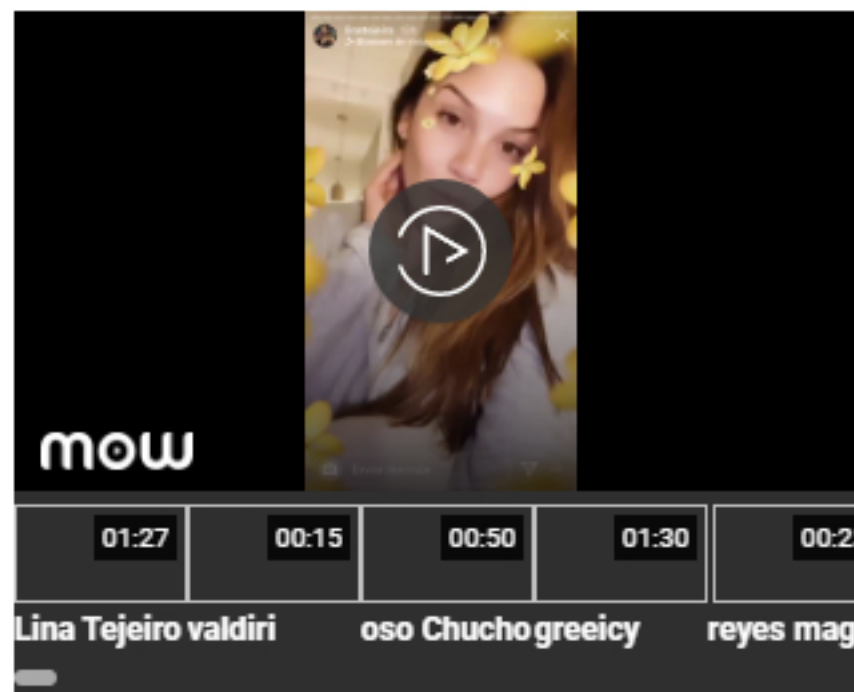 mow
01:27
00:15
00:50
01:30
Lina Tejeiro
valdiri
oso Chucho
greeicy
reyes mag